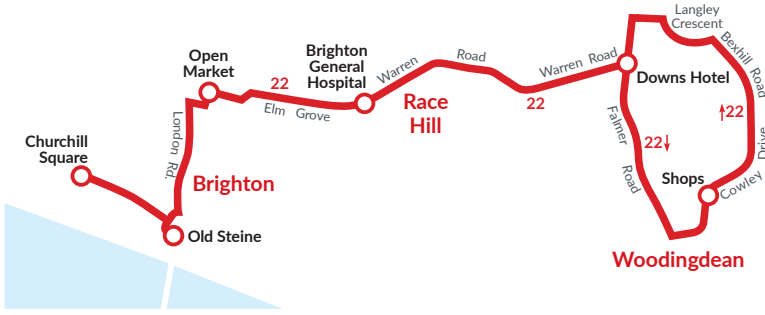 Langley
Crescent
Bexhill Road
Open
Market
Brighton
General
Hospital
Warren
Road
Warren Road
Downs Hotel
22
Elm Grove
Race
Hill
22
22
London Rd.
Falmer
Road
22
Drive
Churchill
Square
Brighton
Shops
Cowley
Old Steine
Woodingdean